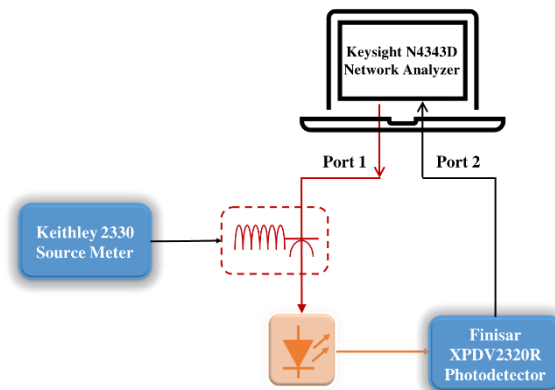 Keysight N4343D
Network Analyzer
Port 1
Port 2
Keithley 2330
Source Meter
Finisar
XPDV2320R
Photodetector